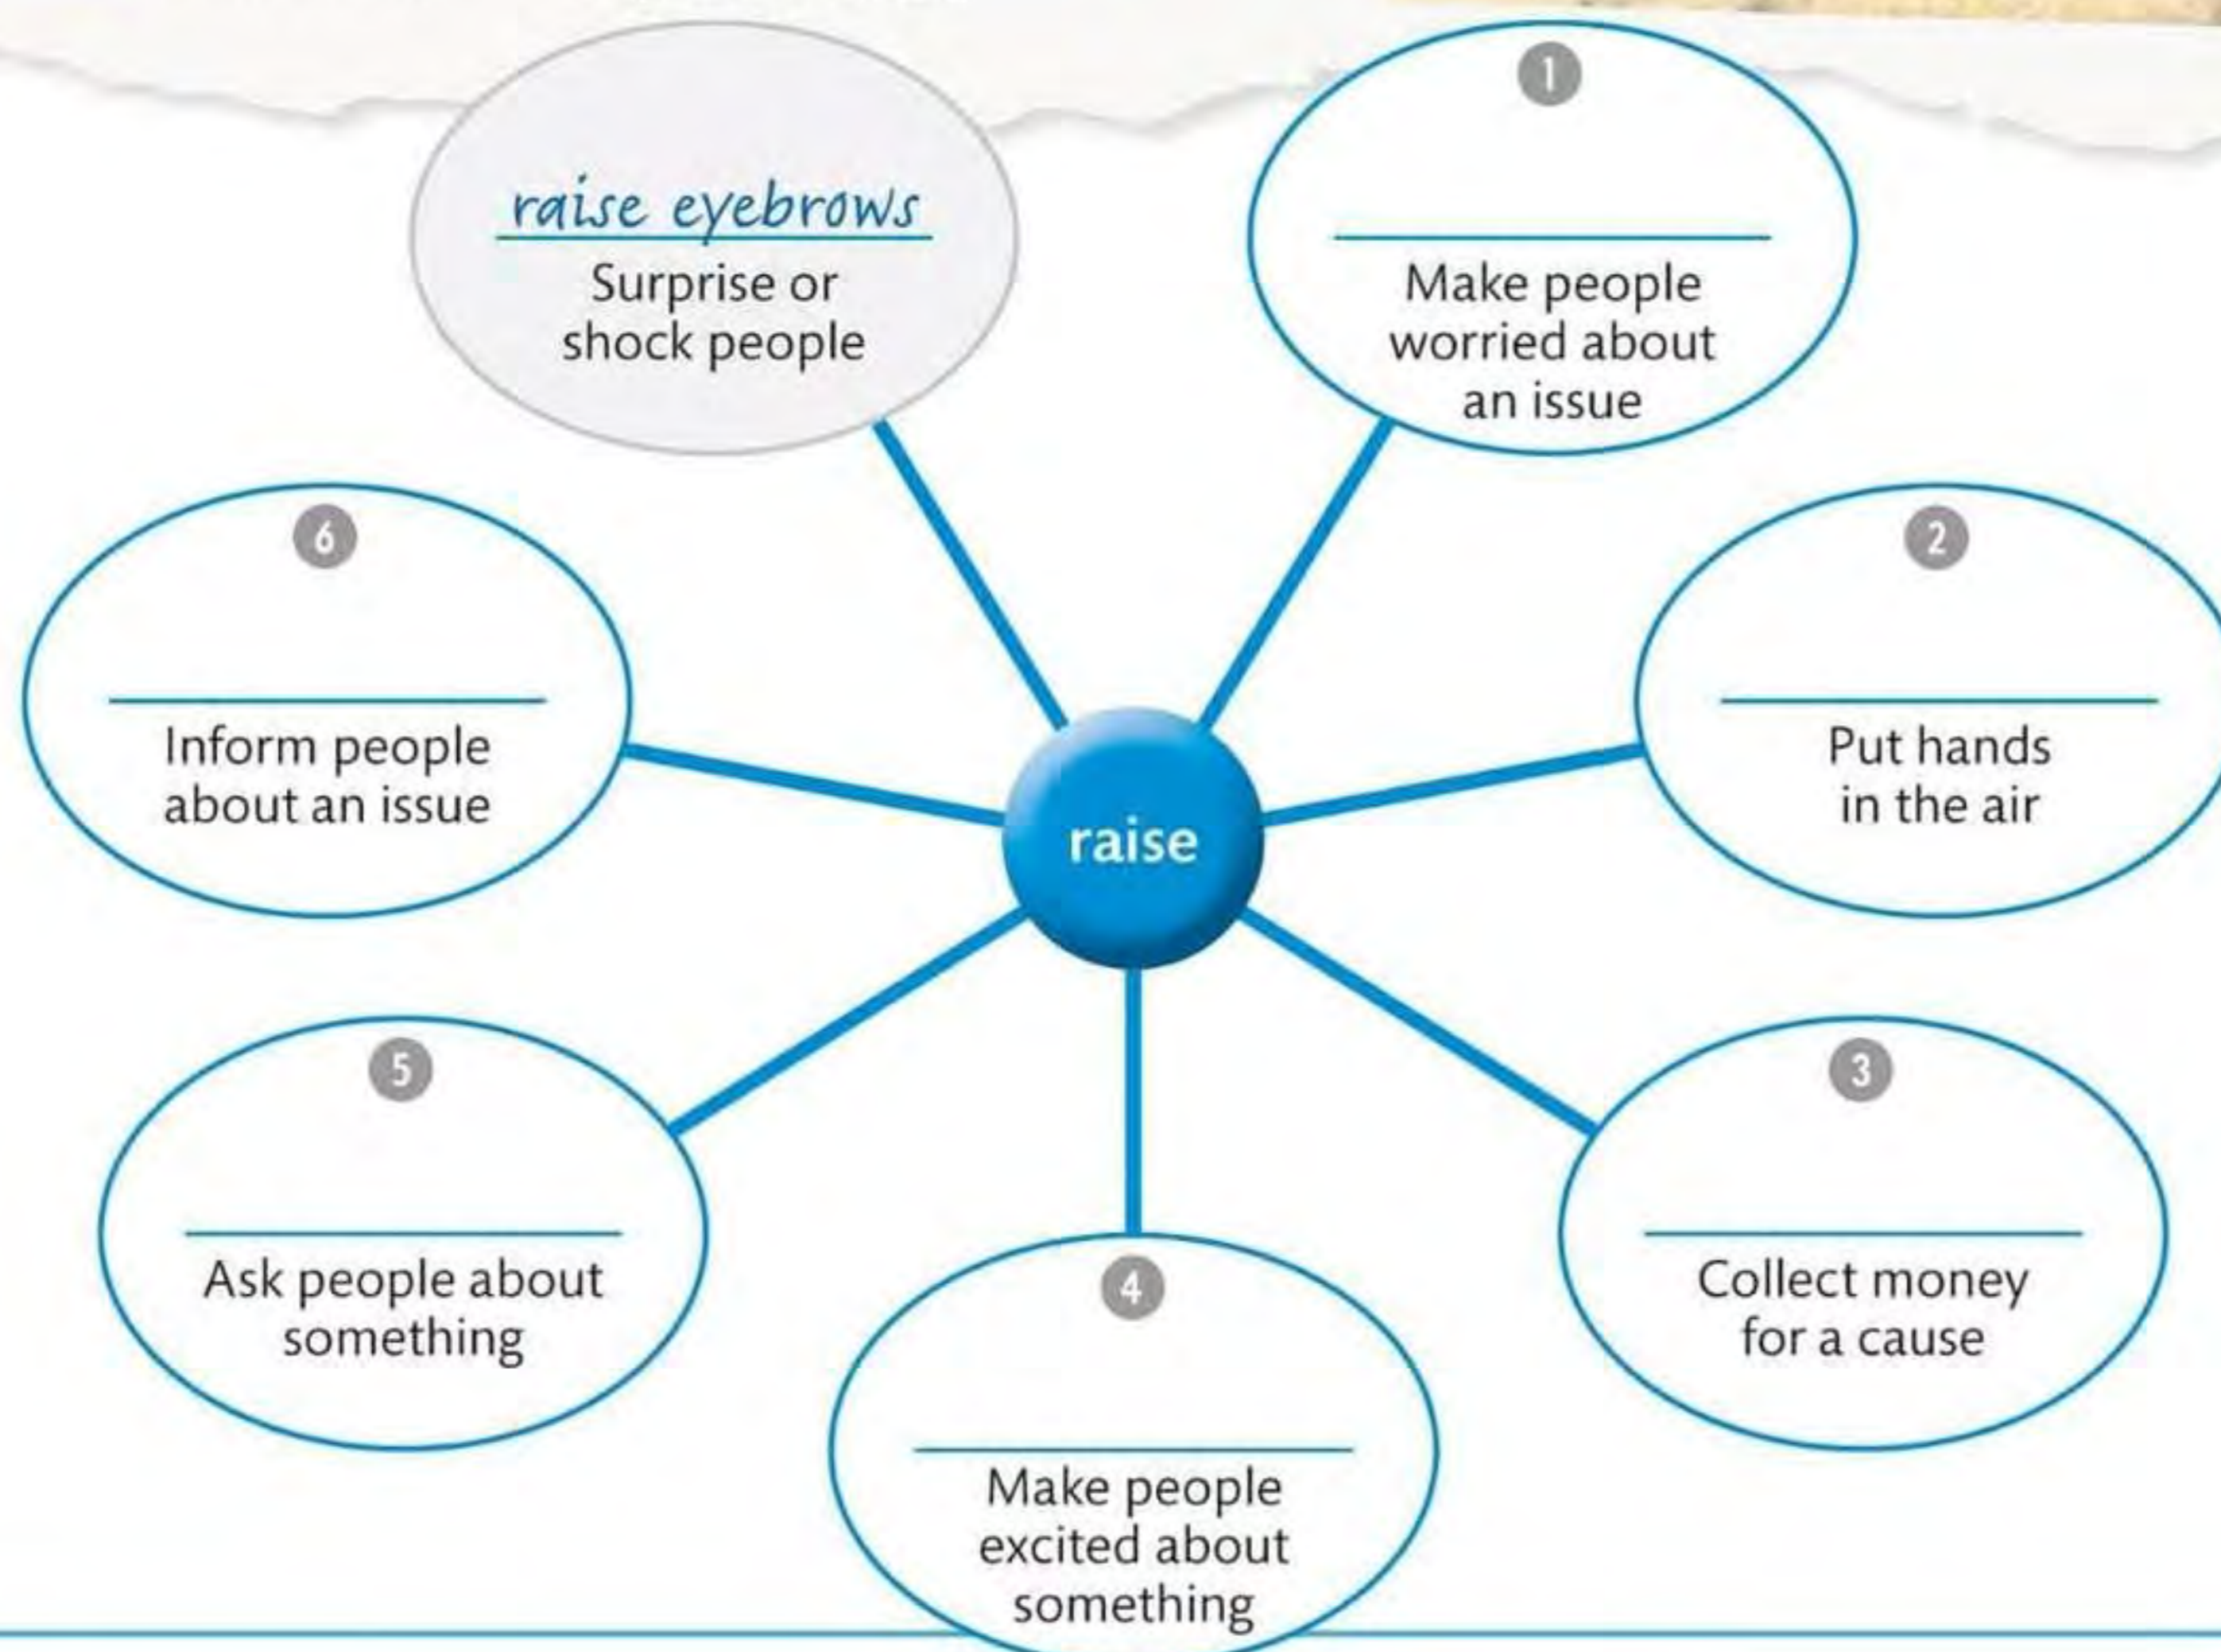 raise eyebrows
Surprise or
shock people
1
Make people
worried about
an issue
2
Put hands
in the air
3
Collect money
for a cause
4
Make people
excited about
something
5
Ask people about
something
6
Inform people
about an issue
raise